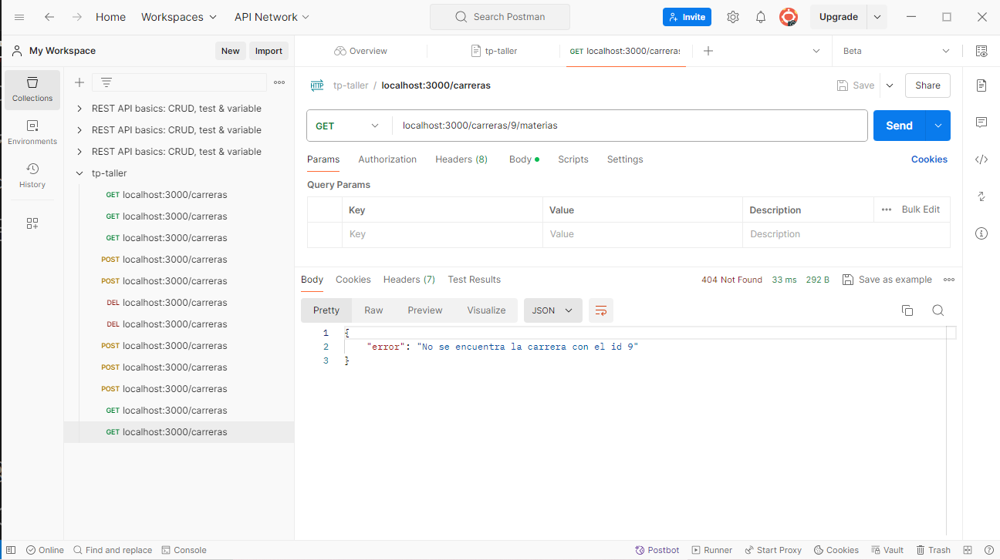 Home Workspaces API Network Search Postman Invite Upgrade
My Workspace New Import Overview tp-taller GET localhost:3000/carreras Beta
Collections
Environments
History
REST API basics: CRUD, test & variable
REST API basics: CRUD, test & variable
REST API basics: CRUD, test & variable
tp-taller
GET localhost:3000/carreras
GET localhost:3000/carreras
GET localhost:3000/carreras
POST localhost:3000/carreras
POST localhost:3000/carreras
DEL localhost:3000/carreras
DEL localhost:3000/carreras
POST localhost:3000/carreras
POST localhost:3000/carreras
POST localhost:3000/carreras
GET localhost:3000/carreras
GET localhost:3000/carreras
HTTP tp-taller / localhost:3000/carreras Save Share
GET localhost:3000/carreras/9/materias Send
Params Authorization Headers (8) Body Scripts Settings Cookies
Query Params
Key Value Description Bulk Edit
Key Value Description
Body Cookies Headers (7) Test Results 404 Not Found 33 ms 292 B Save as example
Pretty Raw Preview Visualize JSON
1 {
2 "error": "No se encuentra la carrera con el id 9"
3 }
Online Find and replace Console Postbot Runner Start Proxy Cookies Vault Trash